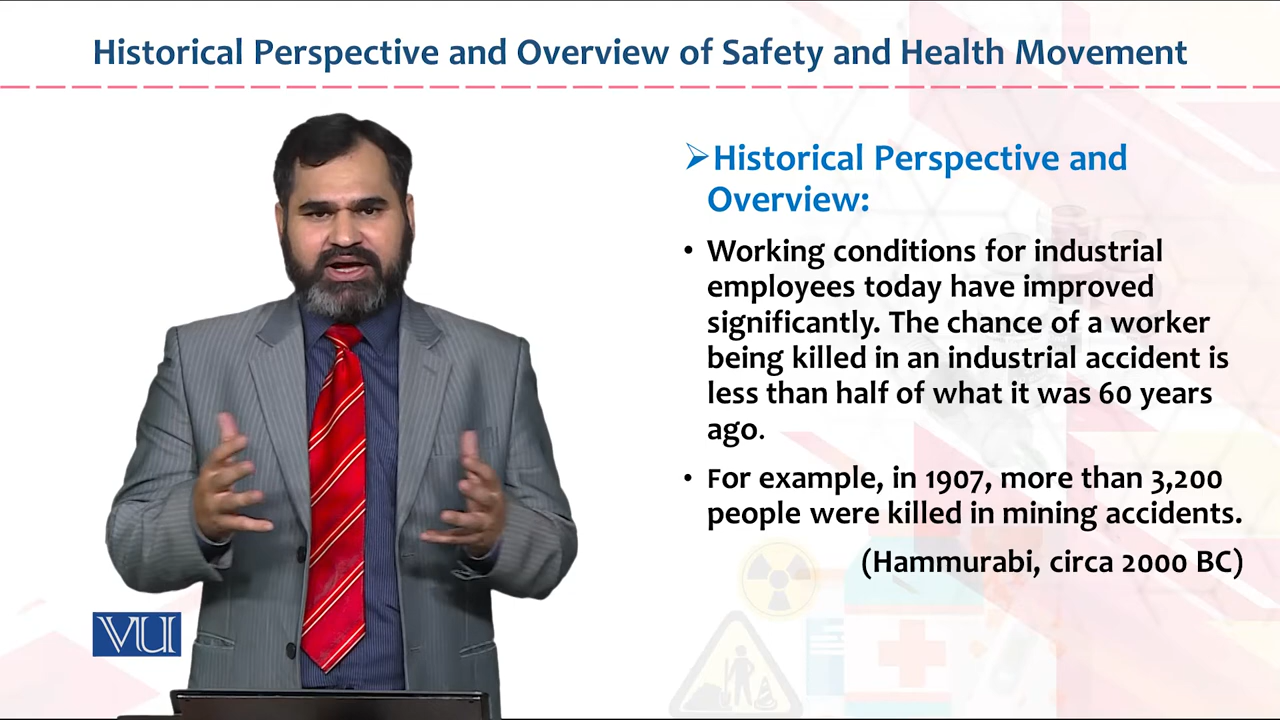 Historical Perspective and Overview of Safety and Health Movement
➢Historical Perspective and
Overview:
• Working conditions for industrial
employees today have improved
significantly. The chance of a worker
being killed in an industrial accident is
less than half of what it was 60 years
ago.
• For example, in 1907, more than 3,200
people were killed in mining accidents.
(Hammurabi, circa 2000 BC)
VU